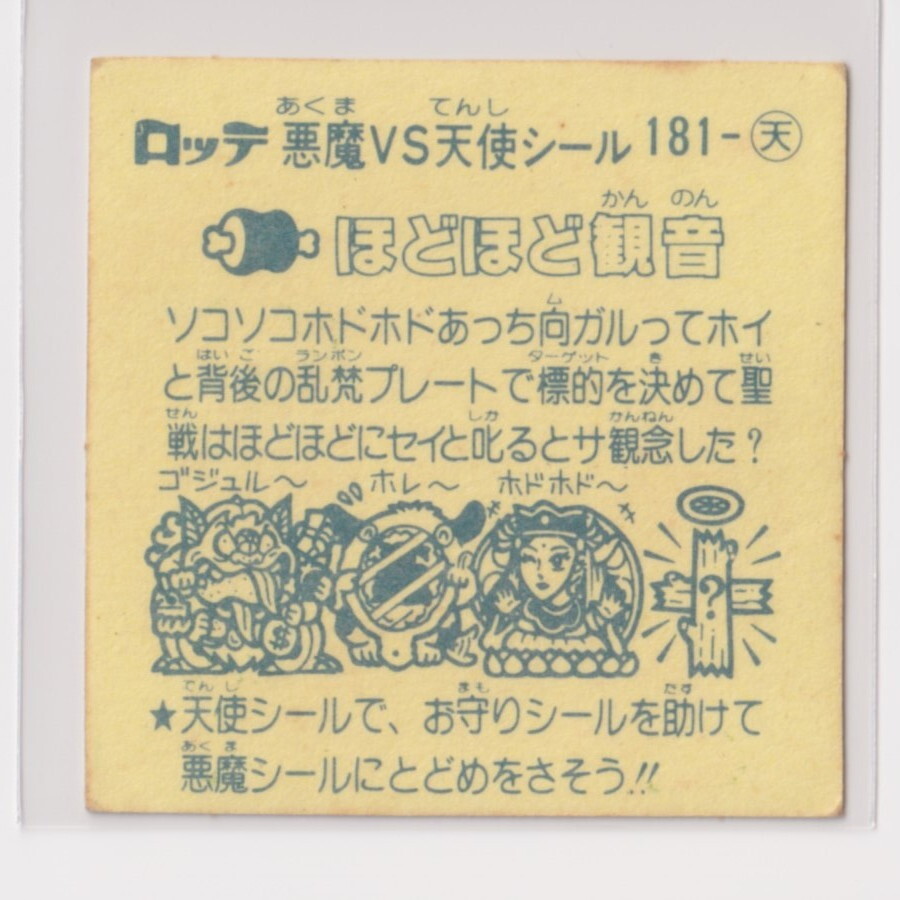 あくま てんし
ロッテ 悪魔VS天使シール 181-天
かん のん
ほどほど観音
ム
ソコソコホドホドあっち向ガルってホイ
はいご ランボン ターゲット き せい
と背後の乱梵プレートで標的を決めて聖
せん しか かんねん
戦はほどほどにセイと叱るとサ観念した?
ゴジュル〜 ホレ〜 ホドホド〜
?
$
てんし まも たす
★天使シールで、お守りシールを助けて
あくま
悪魔シールにとどめをさそう!!